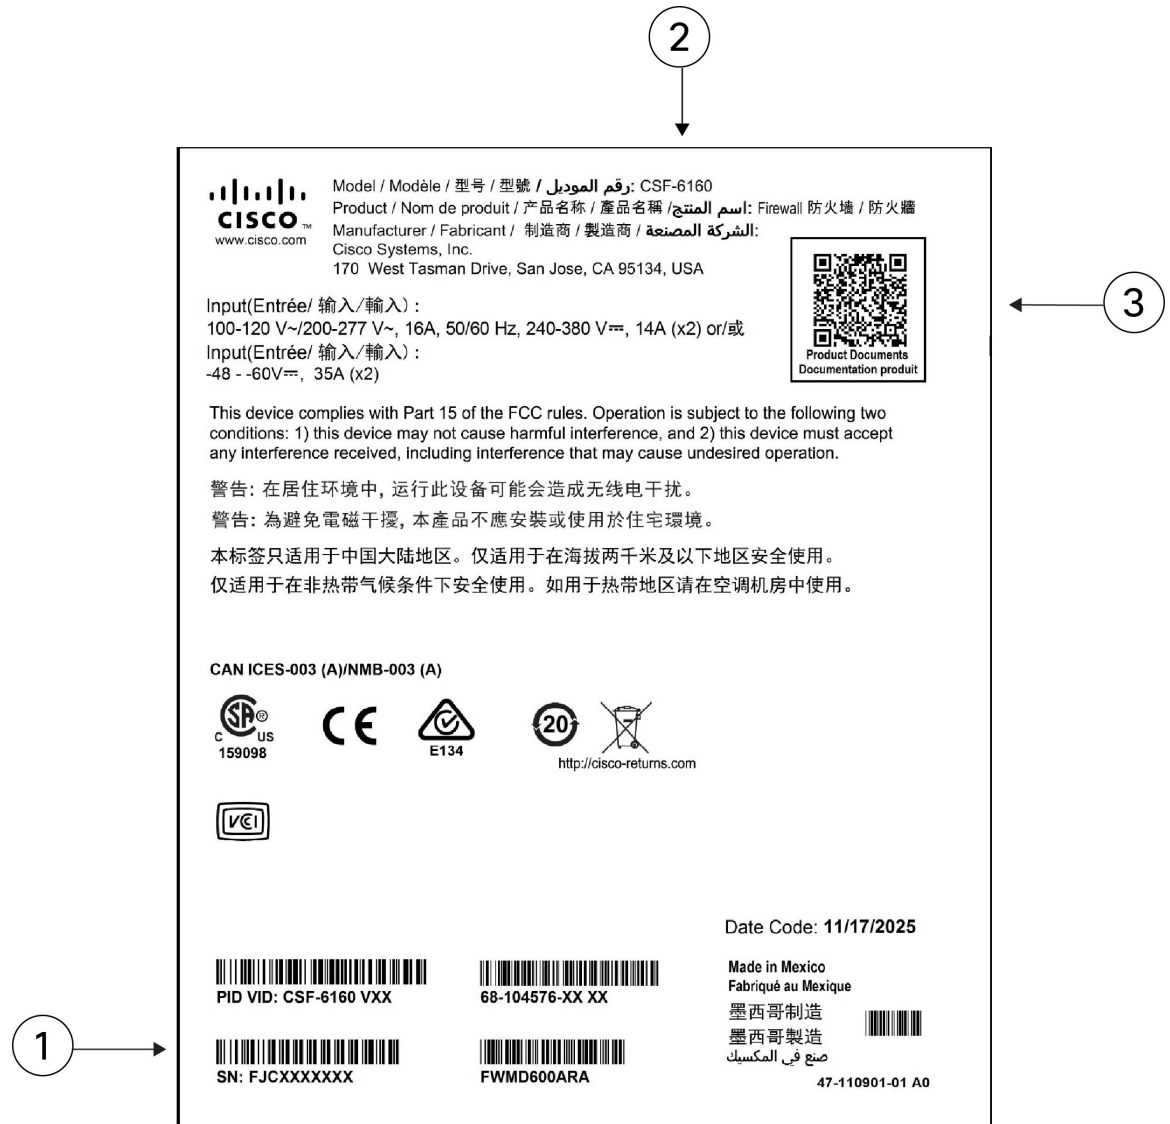 2
CISCO TM
www.cisco.com
Model / Modèle / 型号 / 型號 / رقم الموديل: CSF-6160
Product / Nom de produit / 产品名称 / 產品名稱 /اسم المنتج: Firewall 防火墙 / 防火牆
Manufacturer / Fabricant / 制造商 / 製造商 / الشركة المصنعة:
Cisco Systems, Inc.
170 West Tasman Drive, San Jose, CA 95134, USA
3
Input(Entrée/ 输入/輸入) :
100-120 V~/200-277 V~, 16A, 50/60 Hz, 240-380 V⎓, 14A (x2) or/或
Input(Entrée/ 输入/輸入) :
-48 - -60V⎓, 35A (x2)
Product Documents
Documentation produit
This device complies with Part 15 of the FCC rules. Operation is subject to the following two
conditions: 1) this device may not cause harmful interference, and 2) this device must accept
any interference received, including interference that may cause undesired operation.
警告: 在居住环境中, 运行此设备可能会造成无线电干扰。
警告: 為避免電磁干擾, 本產品不應安裝或使用於住宅環境。
本标签只适用于中国大陆地区。仅适用于在海拔两千米及以下地区安全使用。
仅适用于在非热带气候条件下安全使用。如用于热带地区请在空调机房中使用。
CAN ICES-003 (A)/NMB-003 (A)
C SA ® US
159098
CE
E134
20
http://cisco-returns.com
VCCI
Date Code: 11/17/2025
PID VID: CSF-6160 VXX
68-104576-XX XX
Made in Mexico
Fabriqué au Mexique
墨西哥制造
墨西哥製造
صنع في المكسيك
1
SN: FJCXXXXXXX
FWMD600ARA
47-110901-01 A0